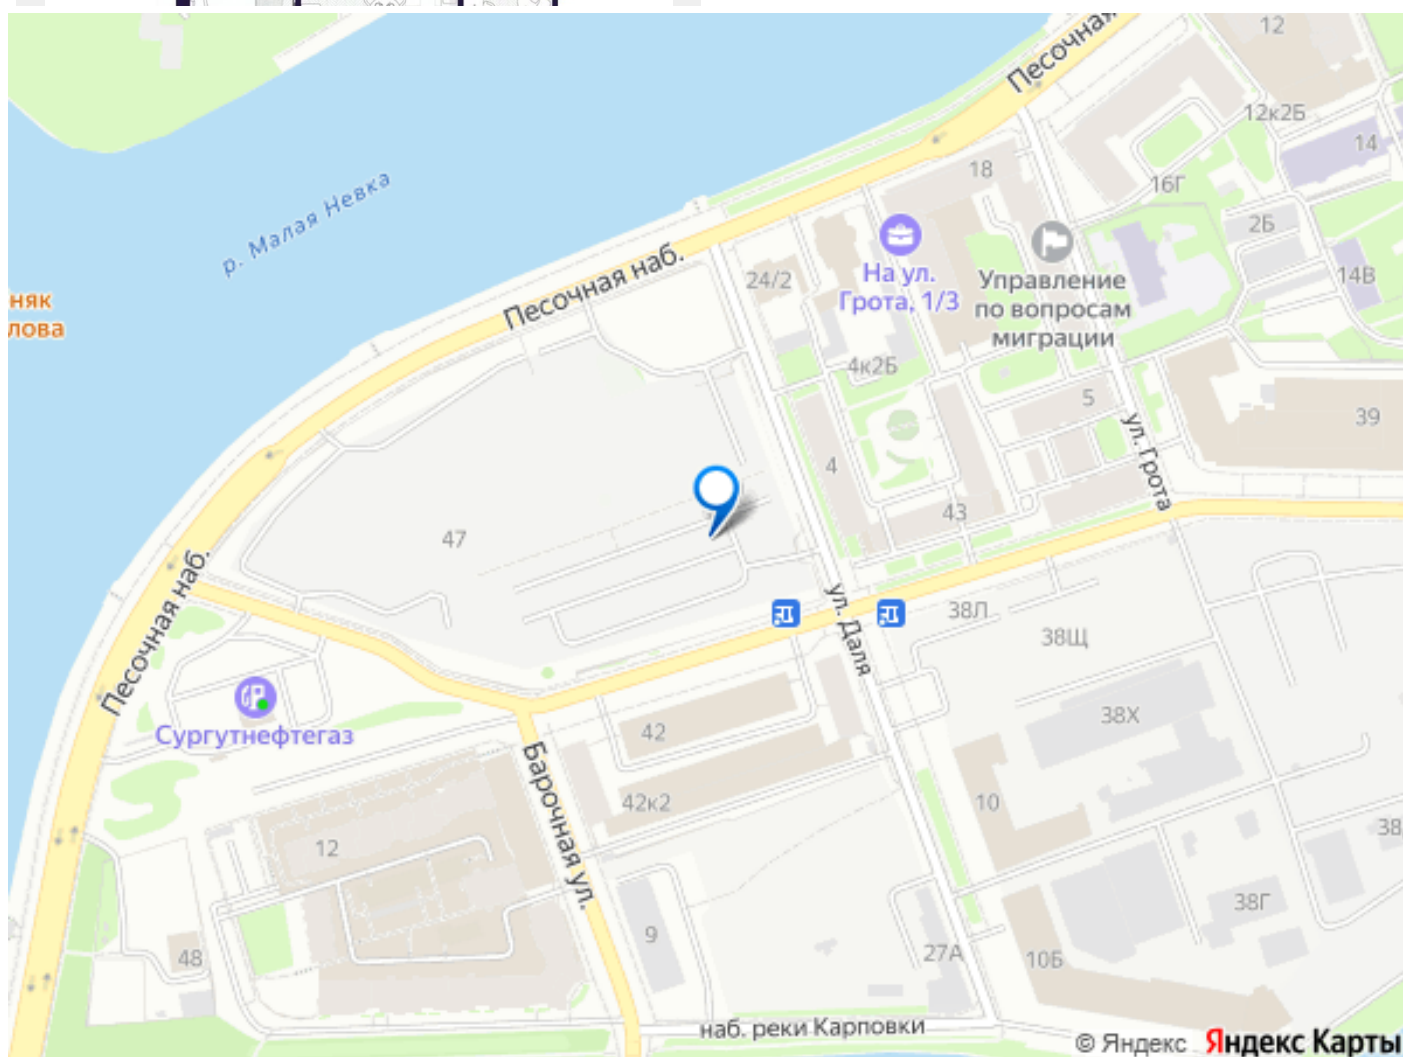 Песочная
12
12к2Б
14
18
16Г
2Б
р. Малая Невка
Песочная наб.
24/2
На ул.
Грота, 1/3
Управление
по вопросам
миграции
14В
няк
лова
4к2Б
5
39
ул. Грота
4
43
47
Песочная наб.
ул. Даля
38Л
38Щ
Сургутнефтегаз
42
38Х
Барочная ул.
42к2
10
38
12
38Г
9
48
27А
10Б
наб. реки Карповки
© Яндекс Яндекс Карты